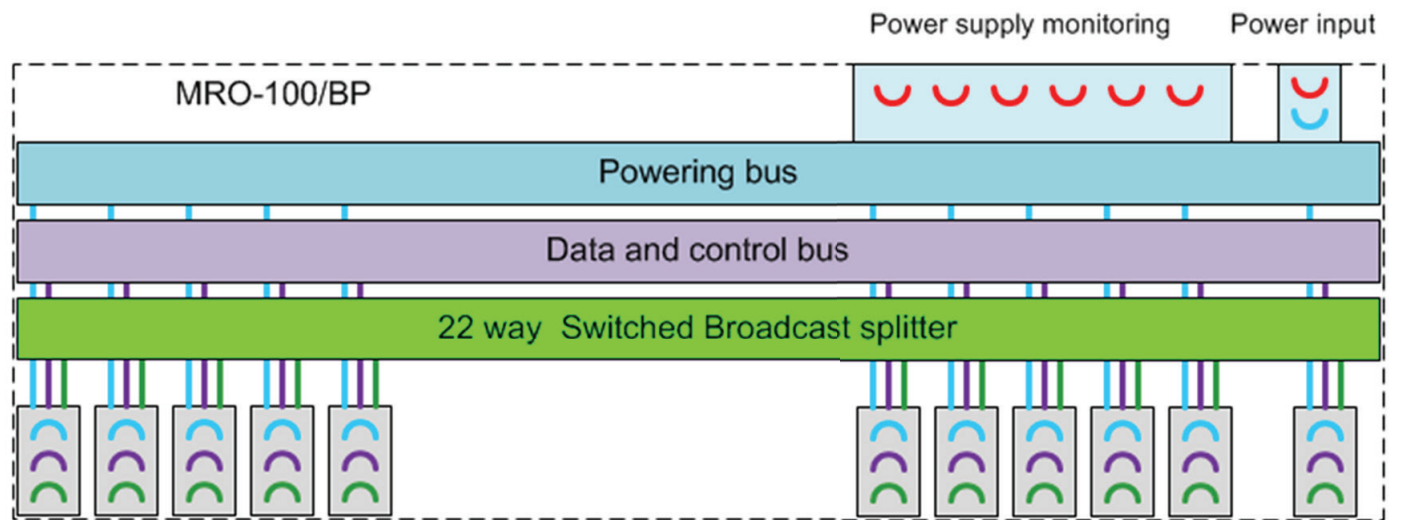 Power supply monitoring
Power input
MRO-100/BP
Powering bus
Data and control bus
22 way  Switched Broadcast splitter